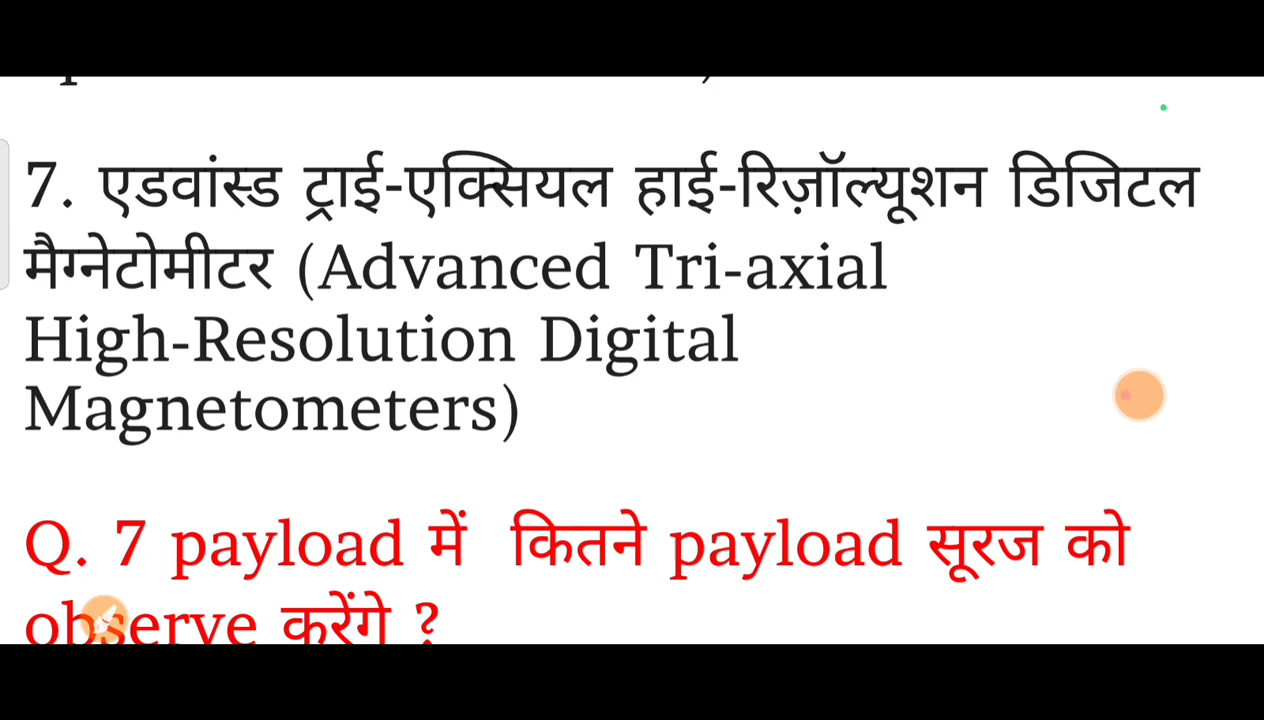 7. एडवांस्ड ट्राई-एक्सियल हाई-रिज़ॉल्यूशन डिजिटल
मैग्नेटोमीटर (Advanced Tri-axial
High-Resolution Digital
Magnetometers)
Q. 7 payload में कितने payload सूरज को
observe करेंगे ?